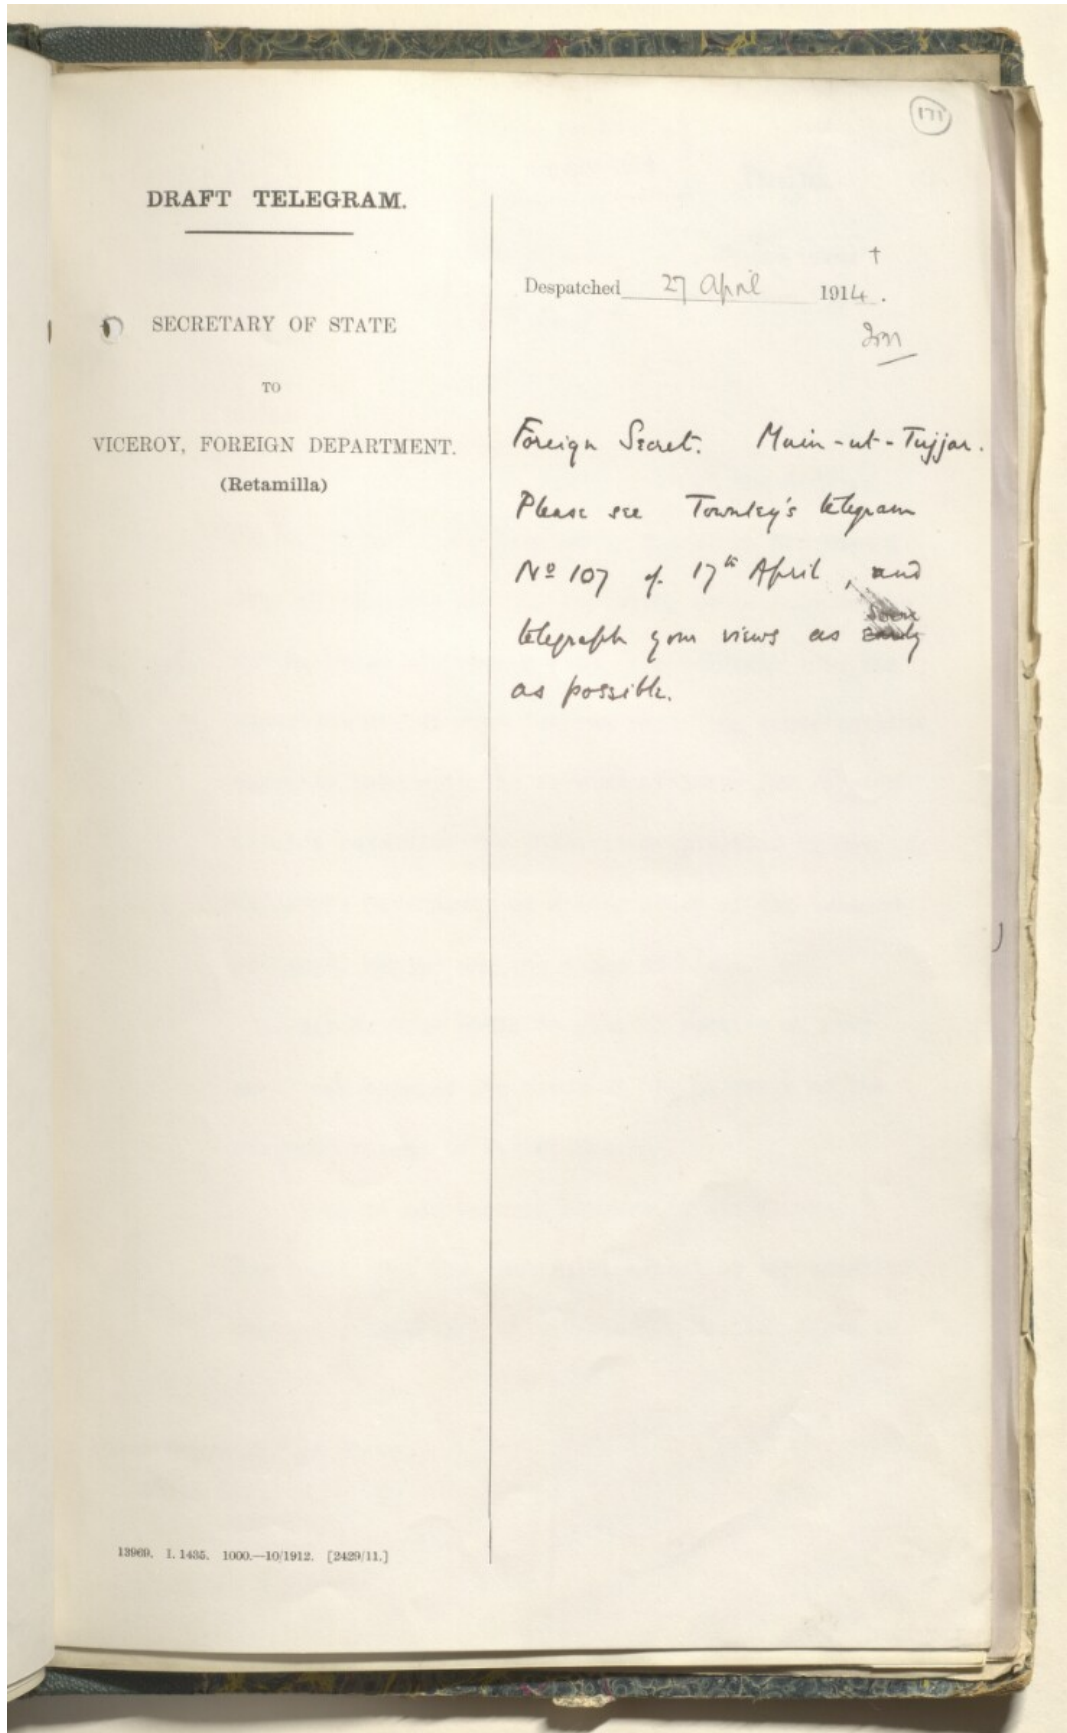 171
DRAFT TELEGRAM.
SECRETARY OF STATE
TO
VICEROY, FOREIGN DEPARTMENT.
(Retamilla)
Despatched 27 April 1914.
Foreign Secret. Muin-ut-Tujjar.
Please see Townley's telegram
Nº 107 of 17th April, and
telegraph your views as soon
as possible.
13969. I. 1435. 1000.—10/1912. [2429/11.]